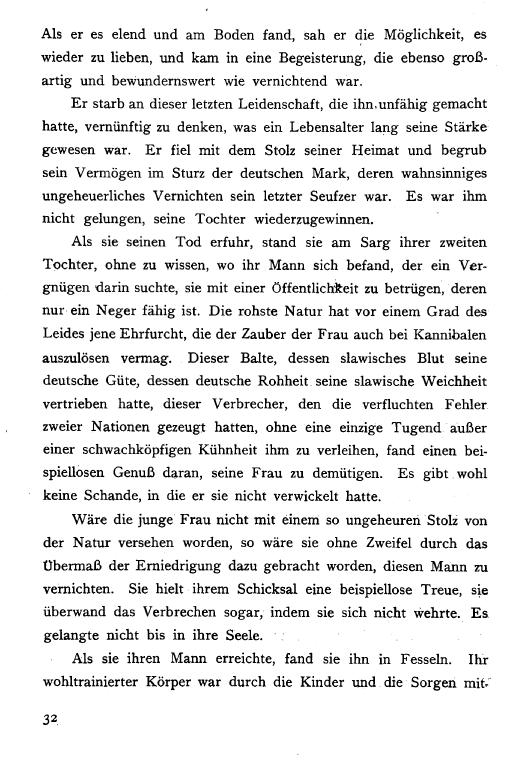 Als er es elend und am Boden fand, sah er die Möglichkeit, es
wieder zu lieben, und kam in eine Begeisterung, die ebenso groß-
artig und bewundernswert wie vernichtend war.
Er starb an dieser letzten Leidenschaft, die ihn unfähig gemacht
hatte, vernünftig zu denken, was ein Lebensalter lang seine Stärke
gewesen war. Er fiel mit dem Stolz seiner Heimat und begrub
sein Vermögen im Sturz der deutschen Mark, deren wahnsinniges
ungeheuerliches Vernichten sein letzter Seufzer war. Es war ihm
nicht gelungen, seine Tochter wiederzugewinnen.
Als sie seinen Tod erfuhr, stand sie am Sarg ihrer zweiten
Tochter, ohne zu wissen, wo ihr Mann sich befand, der ein Ver-
gnügen darin suchte, sie mit einer Öffentlichkeit zu betrügen, deren
nur ein Neger fähig ist. Die rohste Natur hat vor einem Grad des
Leides jene Ehrfurcht, die der Zauber der Frau auch bei Kannibalen
auszulösen vermag. Dieser Balte, dessen slawisches Blut seine
deutsche Güte, dessen deutsche Rohheit seine slawische Weichheit
vertrieben hatte, dieser Verbrecher, den die verfluchten Fehler
zweier Nationen gezeugt hatten, ohne eine einzige Tugend außer
einer schwachköpfigen Kühnheit ihm zu verleihen, fand einen bei-
spiellosen Genuß daran, seine Frau zu demütigen. Es gibt wohl
keine Schande, in die er sie nicht verwickelt hatte.
Wäre die junge Frau nicht mit einem so ungeheuren Stolz von
der Natur versehen worden, so wäre sie ohne Zweifel durch das
Übermaß der Erniedrigung dazu gebracht worden, diesen Mann zu
vernichten. Sie hielt ihrem Schicksal eine beispiellose Treue, sie
überwand das Verbrechen sogar, indem sie sich nicht wehrte. Es
gelangte nicht bis in ihre Seele.
Als sie ihren Mann erreichte, fand sie ihn in Fesseln. Ihr
wohltrainierter Körper war durch die Kinder und die Sorgen mit-
32